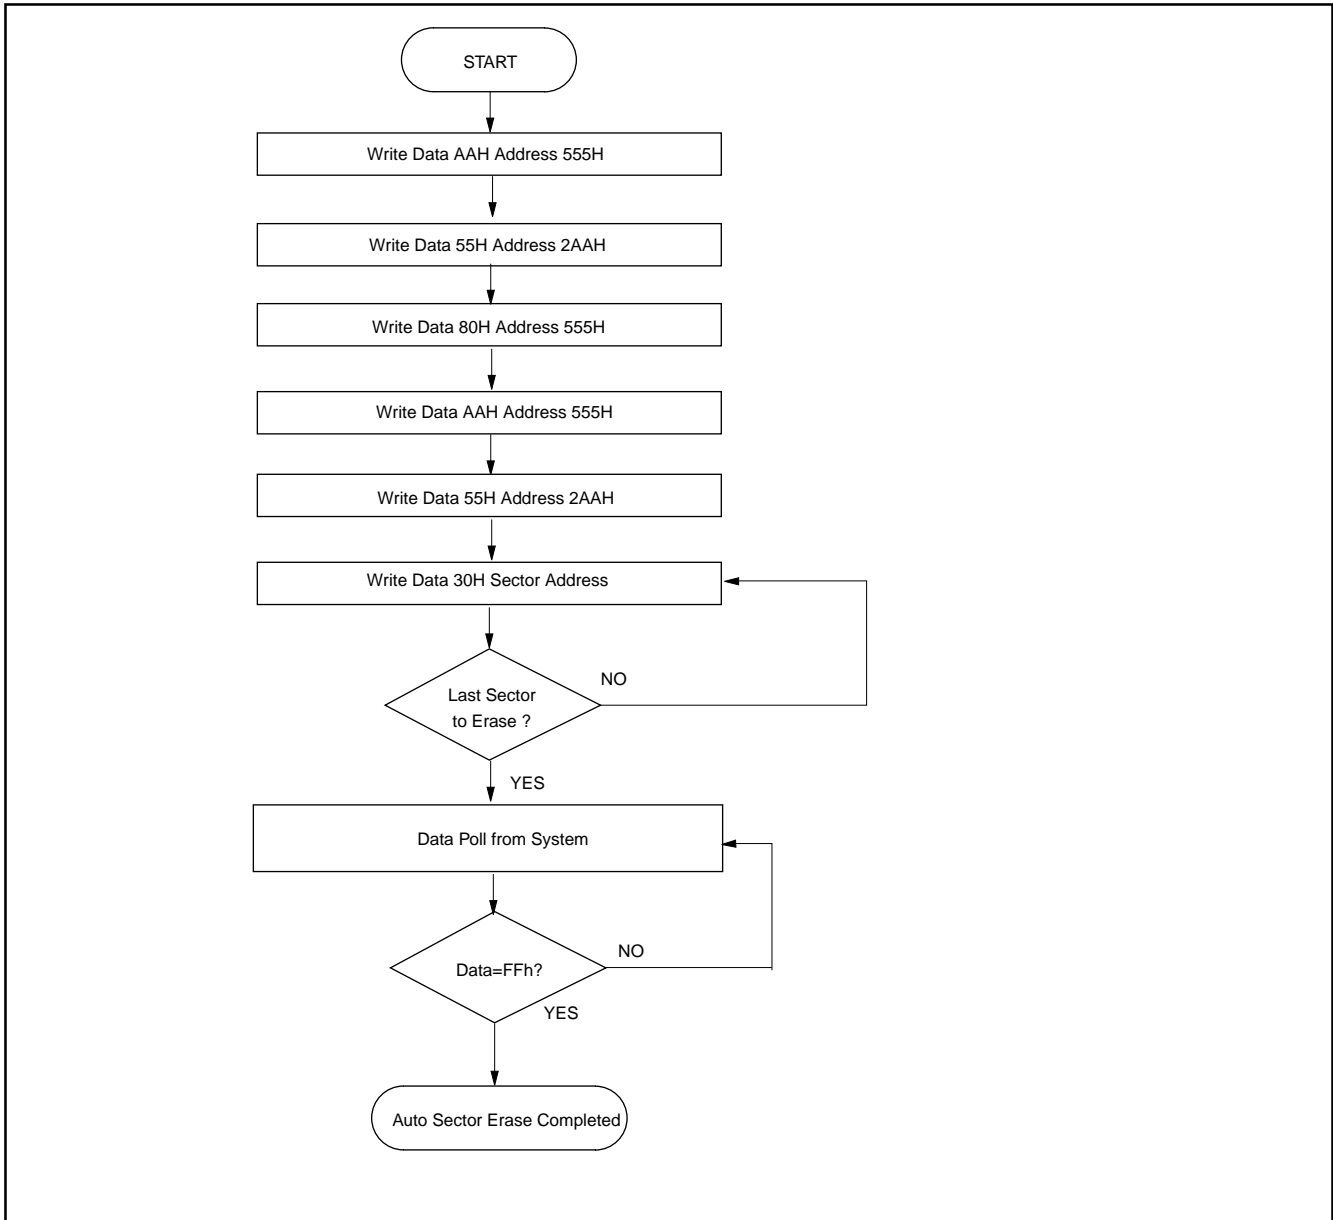 START
Write Data AAH Address 555H
Write Data 55H Address 2AAH
Write Data 80H Address 555H
Write Data AAH Address 555H
Write Data 55H Address 2AAH
Write Data 30H Sector Address
NO
Last Sector
to Erase ?
YES
Data Poll from System
NO
Data=FFh?
YES
Auto Sector Erase Completed